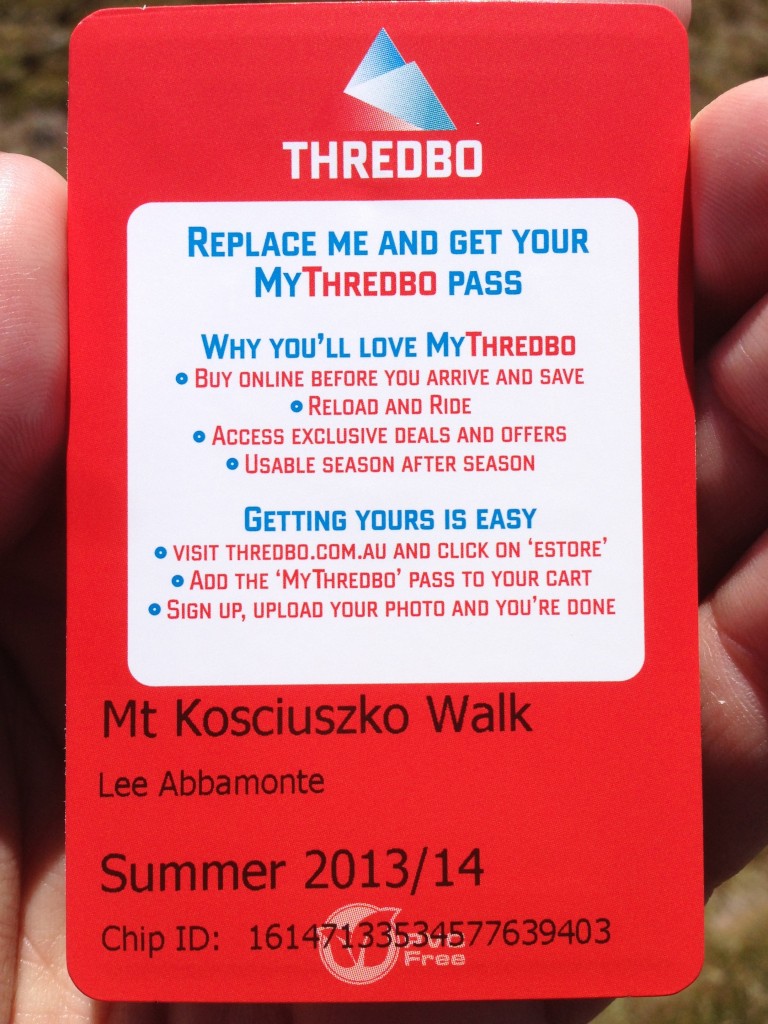 THREDBO
REPLACE ME AND GET YOUR
MYTHREDBO PASS
WHY YOU'LL LOVE MYTHREDBO
BUY ONLINE BEFORE YOU ARRIVE AND SAVE
RELOAD AND RIDE
ACCESS EXCLUSIVE DEALS AND OFFERS
USABLE SEASON AFTER SEASON
GETTING YOURS IS EASY
VISIT THREDBO.COM.AU AND CLICK ON 'ESTORE'
ADD THE 'MYTHREDBO' PASS TO YOUR CART
SIGN UP, UPLOAD YOUR PHOTO AND YOU'RE DONE
Mt Kosciuszko Walk
Lee Abbamonte
Summer 2013/14
Chip ID: 16147133534577639403
PVC
Free